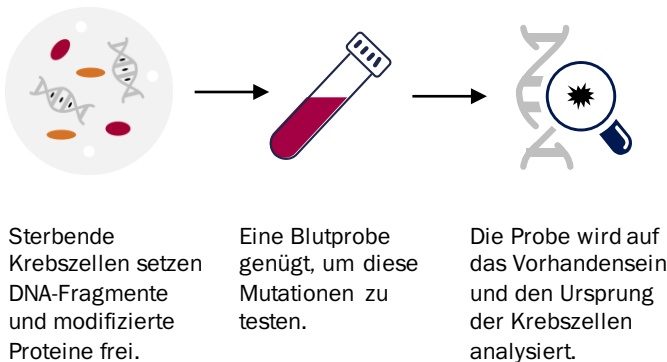 Sterbende
Krebszellen setzen
DNA-Fragmente
und modifizierte
Proteine frei.
Eine Blutprobe
genügt, um diese
Mutationen zu
testen.
Die Probe wird auf
das Vorhandensein
und den Ursprung
der Krebszellen
analysiert.